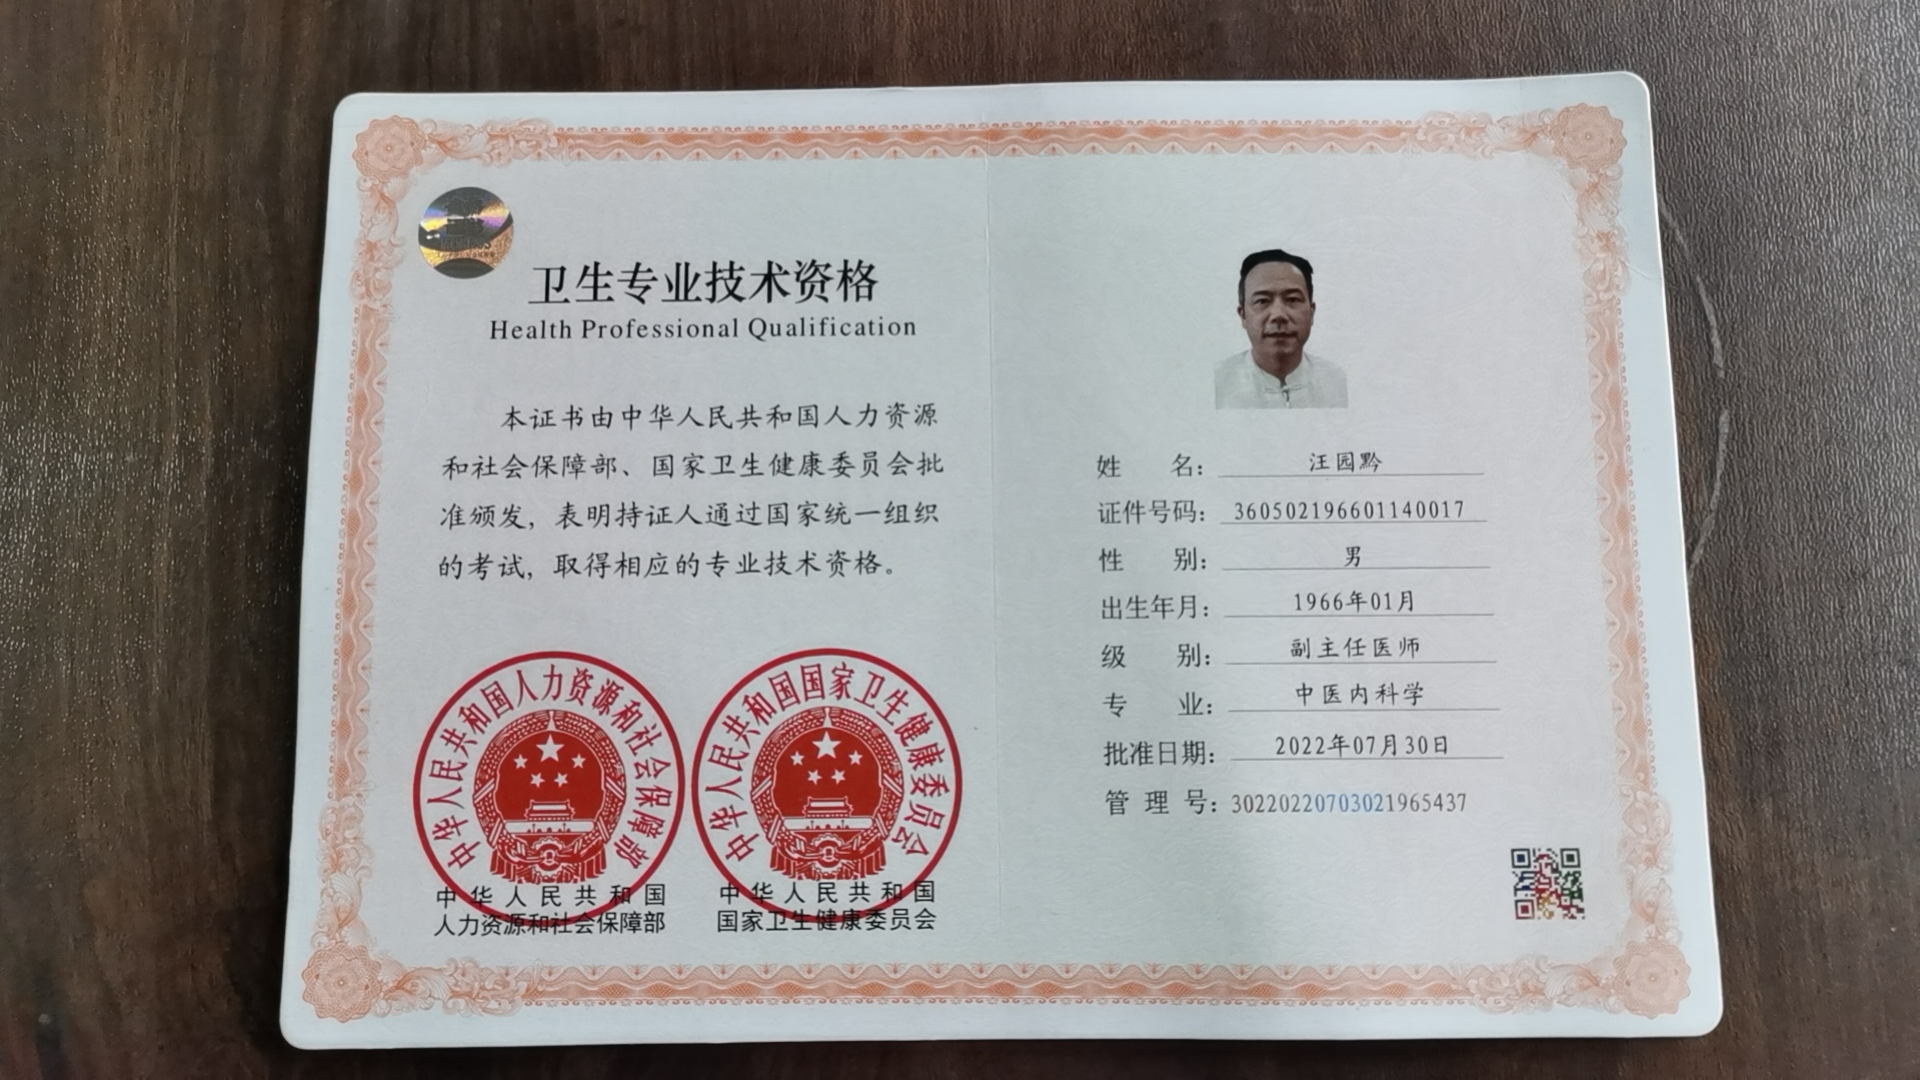 卫生专业技术资格
Health Professional Qualification
本证书由中华人民共和国人力资源
和社会保障部、国家卫生健康委员会批
准颁发，表明持证人通过国家统一组织
的考试，取得相应的专业技术资格。
中华人民共和国人力资源和社会保障部
中华人民共和国国家卫生健康委员会
中华人民共和国
人力资源和社会保障部
中华人民共和国
国家卫生健康委员会
姓名：汪园黔
证件号码：360502196601140017
性别：男
出生年月：1966年01月
级别：副主任医师
专业：中医内科学
批准日期：2022年07月30日
管理号：30220220703021965437